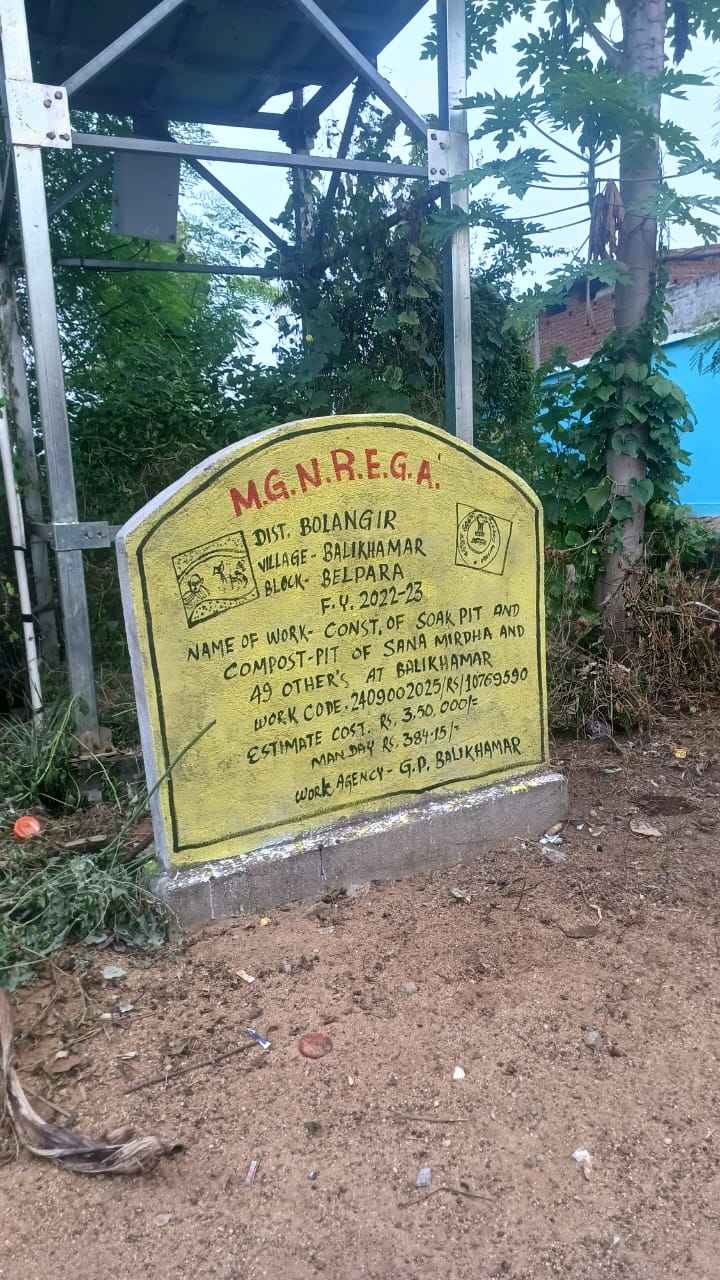 M.G.N.R.E.G.A.
DIST. BOLANGIR
VILLAGE - BALIKHAMAR
BLOCK - BELPARA
F.Y. 2022-23
NAME OF WORK - CONST. OF SOAK PIT AND
COMPOST-PIT OF SANA MIRDHA AND
49 OTHER'S AT BALIKHAMAR
WORK CODE. 2409002025/RS/10769590
ESTIMATE COST. Rs. 3,50,000/-
MAN DAY Rs. 384.15/-
WORK AGENCY - G.P. BALIKHAMAR